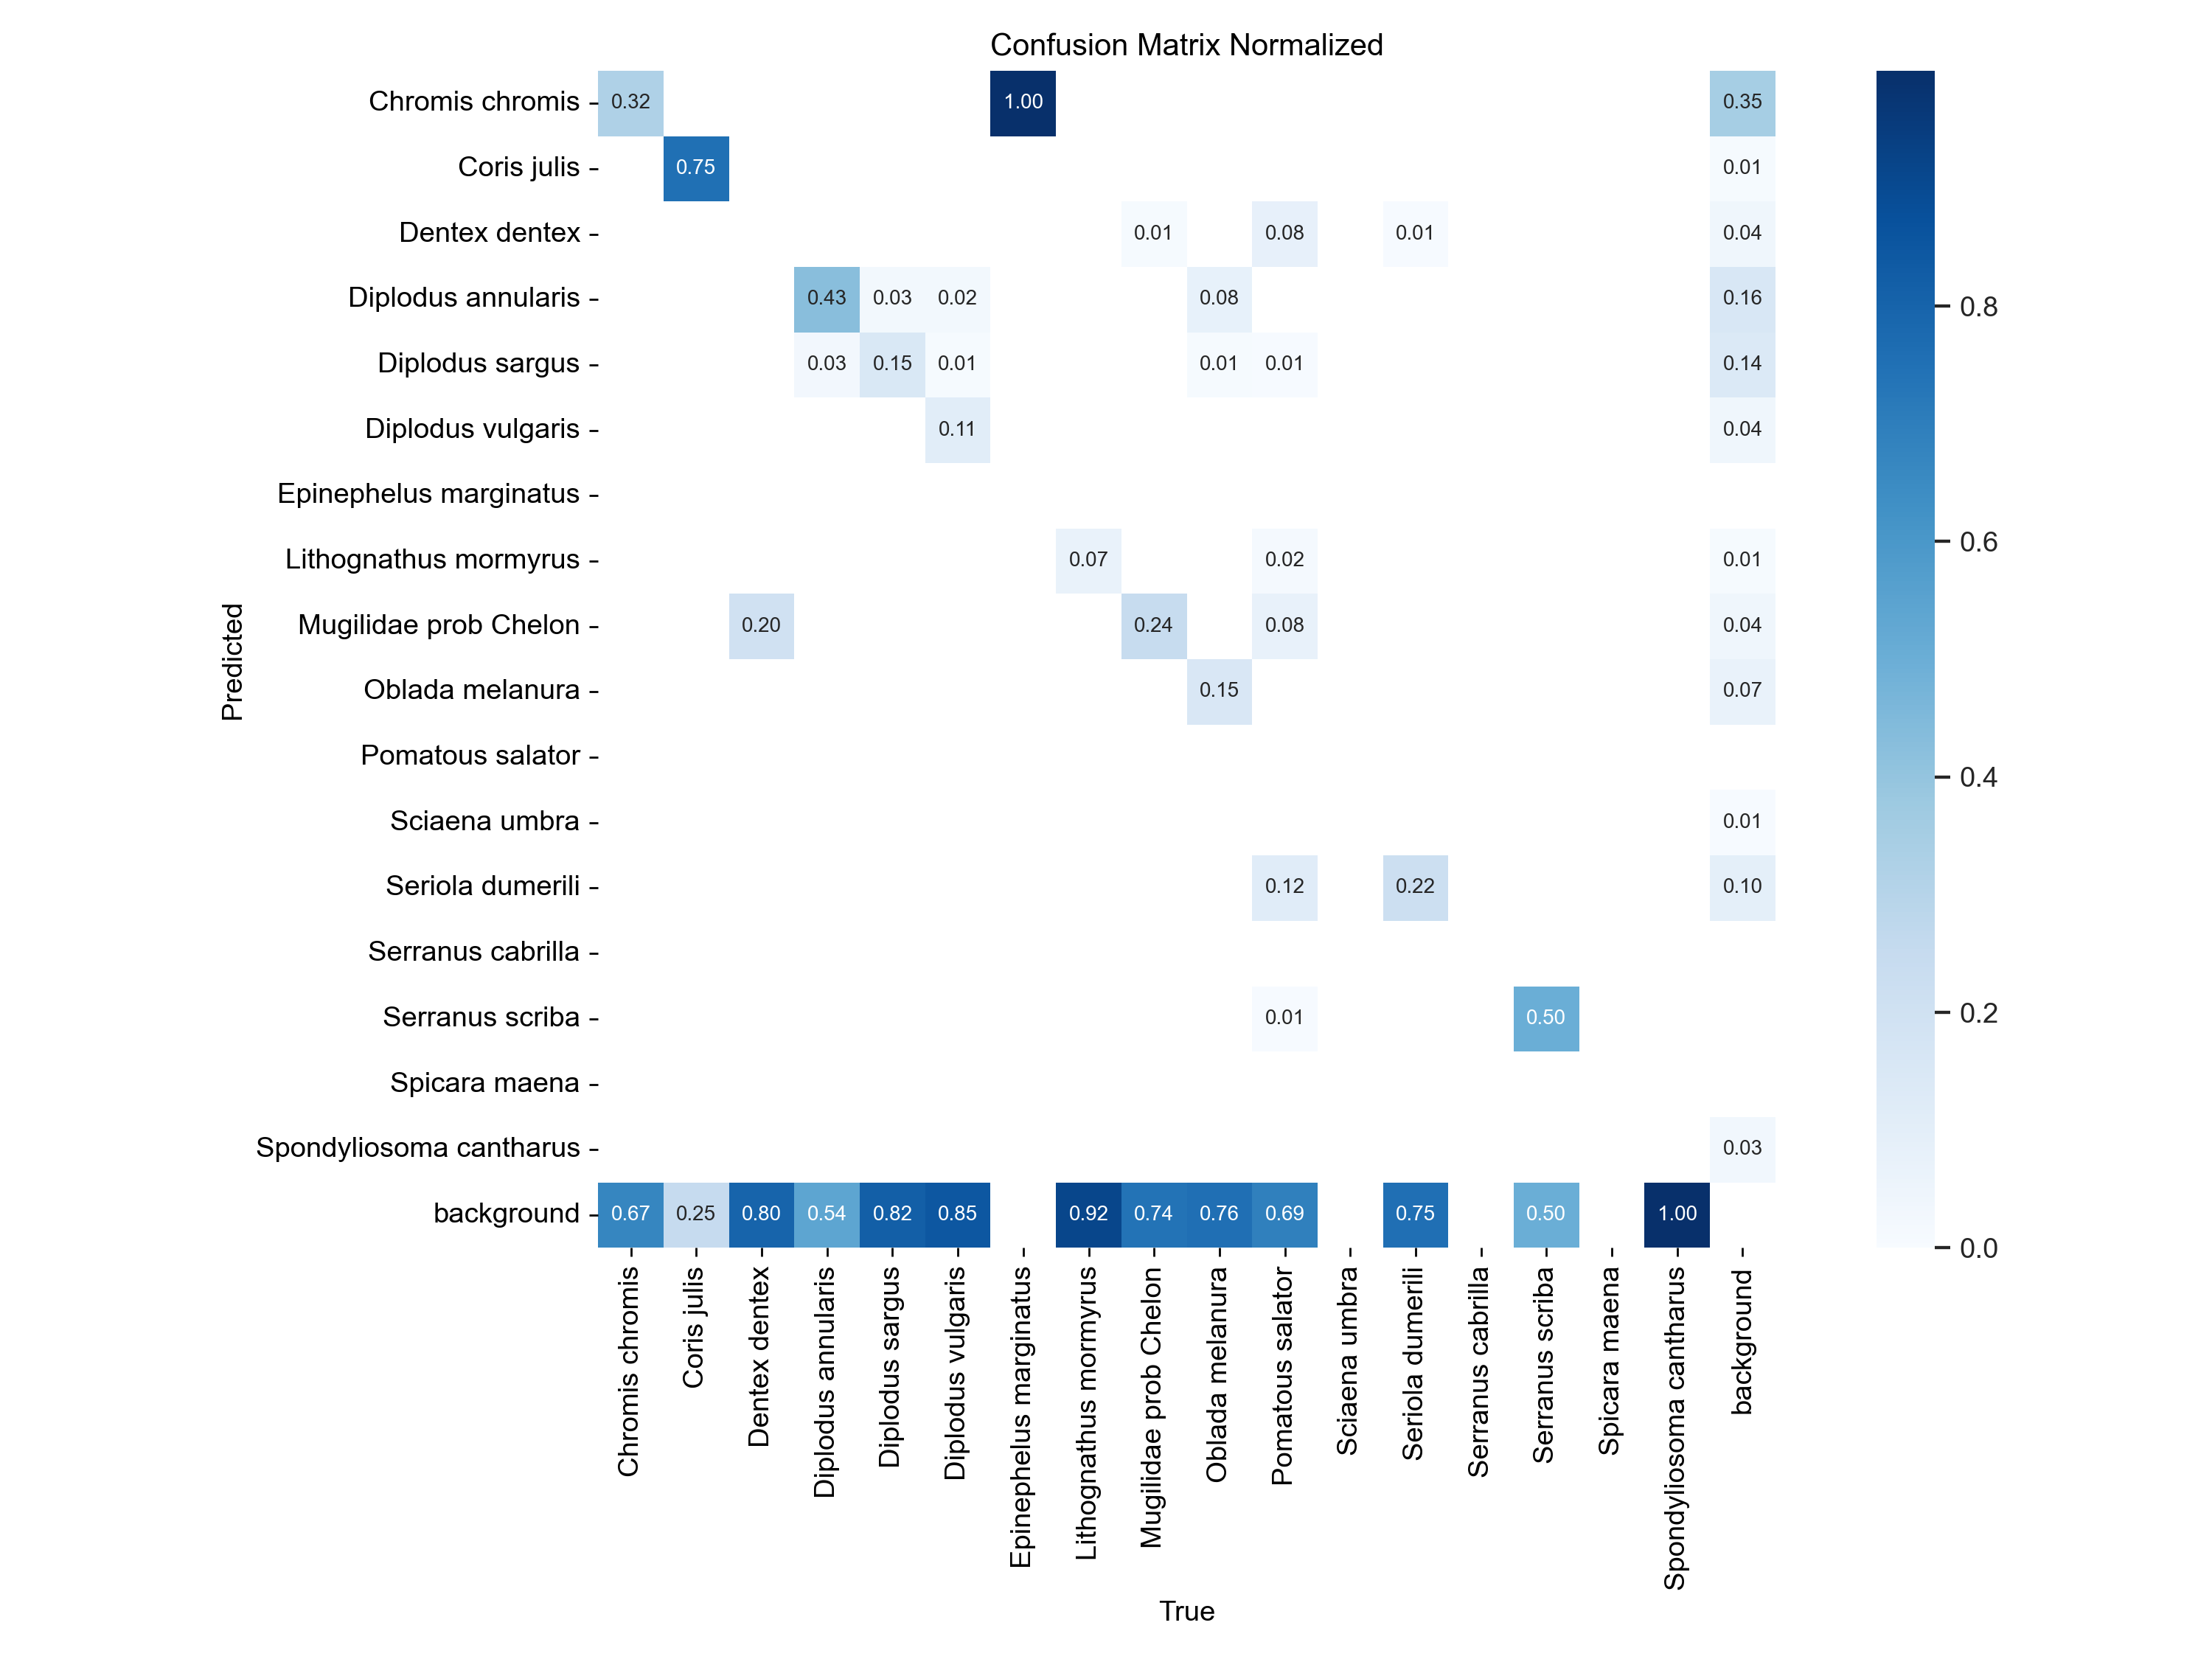 Confusion Matrix Normalized
Chromis chromis 0.32 1.00 0.35
Coris julis 0.75 0.01
Dentex dentex 0.01 0.08 0.01 0.04
Diplodus annularis 0.43 0.03 0.02 0.08 0.16
Diplodus sargus 0.03 0.15 0.01 0.01 0.01 0.14
Diplodus vulgaris 0.11 0.04
Epinephelus marginatus
Lithognathus mormyrus 0.07 0.02 0.01
Mugilidae prob Chelon 0.20 0.24 0.08 0.04
Oblada melanura 0.15 0.07
Pomatous salator
Sciaena umbra 0.01
Seriola dumerili 0.12 0.22 0.10
Serranus cabrilla
Serranus scriba 0.01 0.50
Spicara maena
Spondyliosoma cantharus 0.03
background 0.67 0.25 0.80 0.54 0.82 0.85 0.92 0.74 0.76 0.69 0.75 0.50 1.00
Predicted
Chromis chromis
Coris julis
Dentex dentex
Diplodus annularis
Diplodus sargus
Diplodus vulgaris
Epinephelus marginatus
Lithognathus mormyrus
Mugilidae prob Chelon
Oblada melanura
Pomatous salator
Sciaena umbra
Seriola dumerili
Serranus cabrilla
Serranus scriba
Spicara maena
Spondyliosoma cantharus
background
True
0.8
0.6
0.4
0.2
0.0